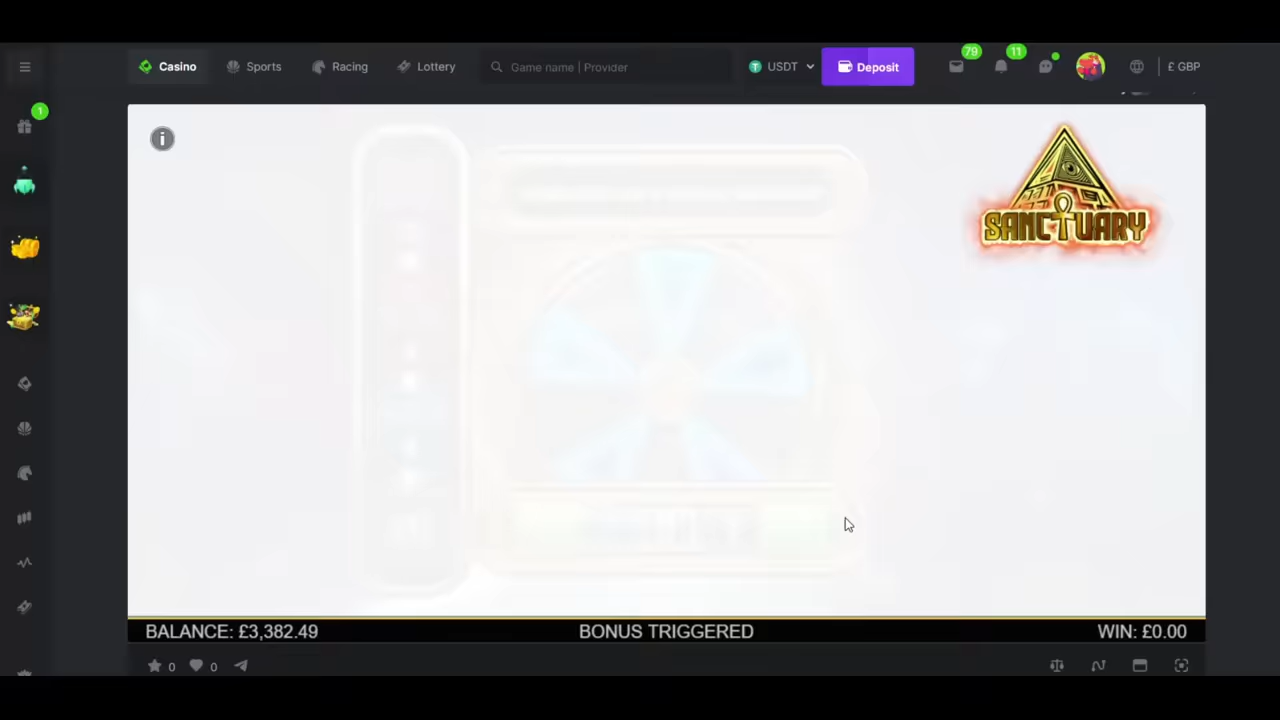 Casino
Sports
Racing
Lottery
Game name | Provider
USDT
Deposit
79
11
£ GBP
1
i
SANCTUARY
BALANCE: £3,382.49
BONUS TRIGGERED
WIN: £0.00
0
0